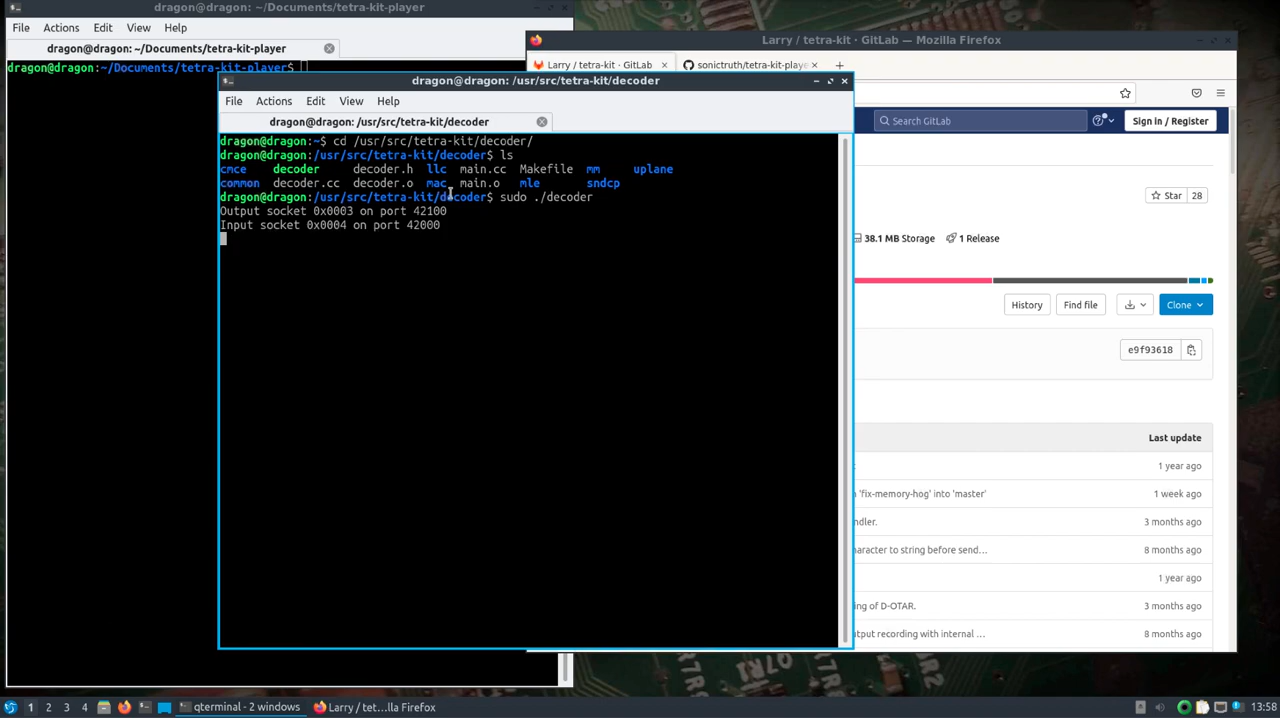 dragon@dragon: ~/Documents/tetra-kit-player
File Actions Edit View Help
dragon@dragon: ~/Documents/tetra-kit-player
dragon@dragon:~/Documents/tetra-kit-player$
Larry / tetra-kit · GitLab — Mozilla Firefox
Larry / tetra-kit · GitLab
sonictruth/tetra-kit-playe
Search GitLab
Sign in / Register
Star 28
38.1 MB Storage 1 Release
History Find file Clone
e9f93618
Last update
1 year ago
'fix-memory-hog' into 'master' 1 week ago
ndler. 3 months ago
haracter to string before send… 8 months ago
1 year ago
ing of D-OTAR. 3 months ago
utput recording with internal … 8 months ago
dragon@dragon: /usr/src/tetra-kit/decoder
File Actions Edit View Help
dragon@dragon: /usr/src/tetra-kit/decoder
dragon@dragon:~$ cd /usr/src/tetra-kit/decoder/
dragon@dragon:/usr/src/tetra-kit/decoder$ ls
cmce decoder decoder.h llc main.cc Makefile mm uplane
common decoder.cc decoder.o mac main.o mle sndcp
dragon@dragon:/usr/src/tetra-kit/decoder$ sudo ./decoder
Output socket 0x0003 on port 42100
Input socket 0x0004 on port 42000
1 2 3 4 qterminal - 2 windows Larry / tet…lla Firefox 13:58